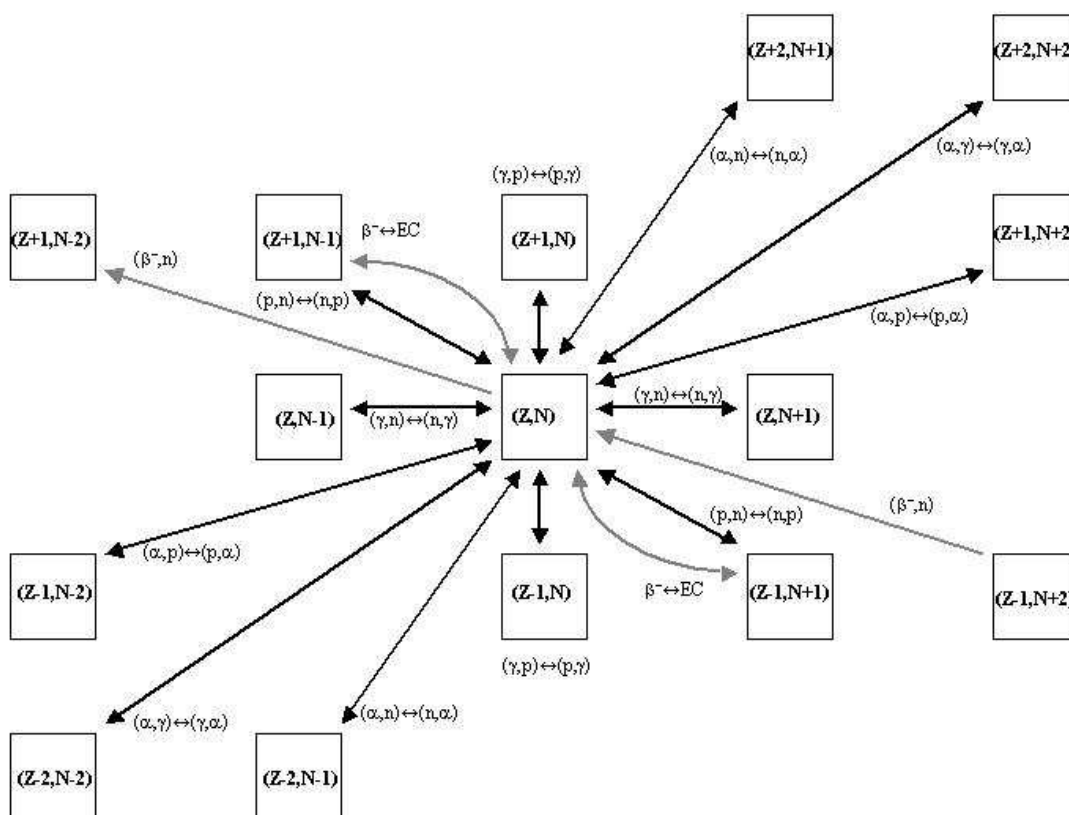 (Z+2,N+1)
(Z+2,N+2)
(α,n)↔(n,α)
(α,γ)↔(γ,α)
(γ,p)↔(p,γ)
(Z+1,N-2)
(Z+1,N-1)
β⁻↔EC
(Z+1,N)
(Z+1,N+2)
(β⁻,n)
(p,n)↔(n,p)
(α,p)↔(p,α)
(Z,N-1)
(γ,n)↔(n,γ)
(Z,N)
(γ,n)↔(n,γ)
(Z,N+1)
(β⁻,n)
(p,n)↔(n,p)
(α,p)↔(p,α)
(Z-1,N-2)
(Z-1,N)
β⁻↔EC
(Z-1,N+1)
(Z-1,N+2)
(γ,p)↔(p,γ)
(α,γ)↔(γ,α)
(α,n)↔(n,α)
(Z-2,N-2)
(Z-2,N-1)